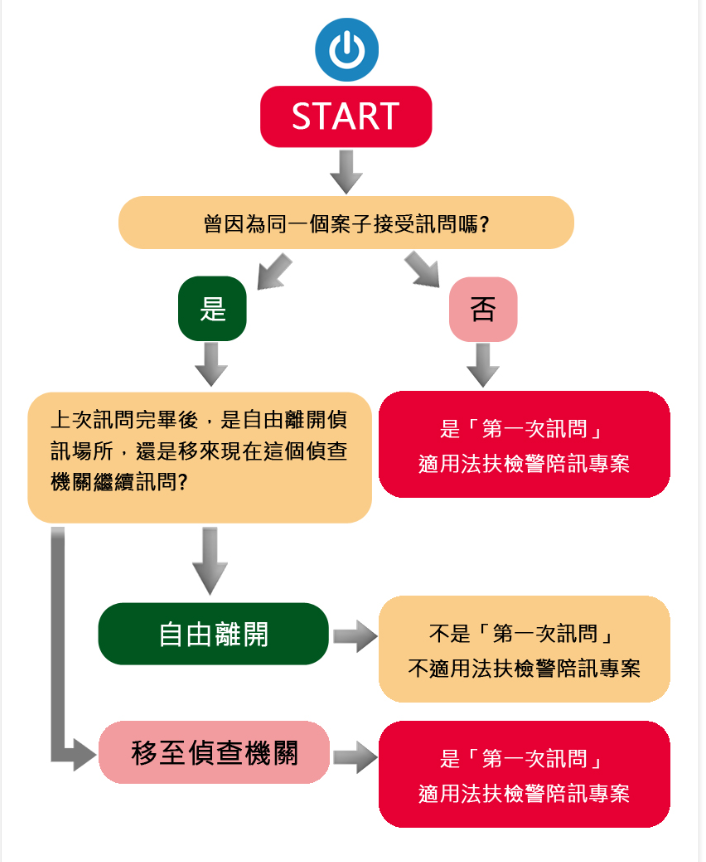 START
曾因為同一個案子接受訊問嗎?
是
否
上次訊問完畢後，是自由離開偵
訊場所，還是移來現在這個偵查
機關繼續訊問?
是「第一次訊問」
適用法扶檢警陪訊專案
自由離開
不是「第一次訊問」
不適用法扶檢警陪訊專案
移至偵查機關
是「第一次訊問」
適用法扶檢警陪訊專案